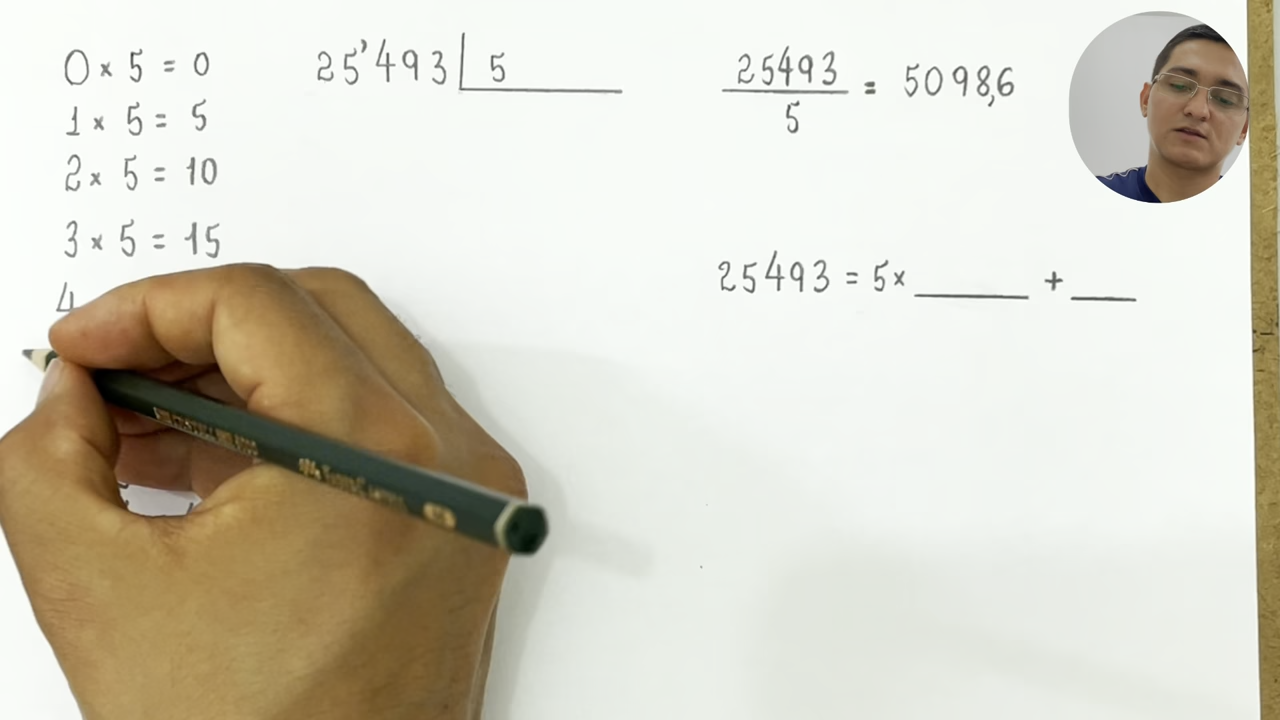 0 × 5 = 0
1 × 5 = 5
2 × 5 = 10
3 × 5 = 15
4
25'493 5
25493
5
= 5098,6
25493 = 5× ______ + ___